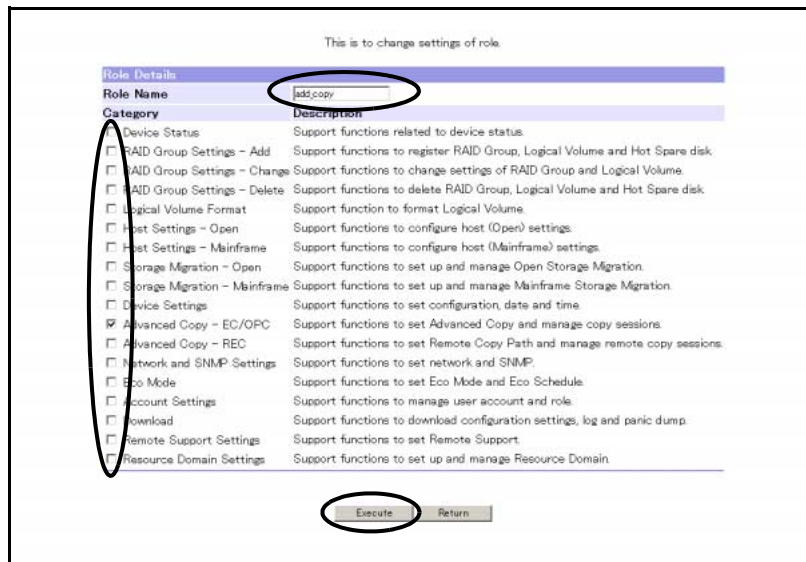 This is to change settings of role.
Role Details
Role Name add_copy
Category Description
Device Status Support functions related to device status.
RAID Group Settings - Add Support functions to register RAID Group, Logical Volume and Hot Spare disk.
RAID Group Settings - Change Support functions to change settings of RAID Group and Logical Volume.
RAID Group Settings - Delete Support functions to delete RAID Group, Logical Volume and Hot Spare disk.
Logical Volume Format Support function to format Logical Volume.
Host Settings - Open Support functions to configure host (Open) settings.
Host Settings - Mainframe Support functions to configure host (Mainframe) settings.
Storage Migration - Open Support functions to set up and manage Open Storage Migration.
Storage Migration - Mainframe Support functions to set up and manage Mainframe Storage Migration.
Device Settings Support functions to set configuration, date and time.
Advanced Copy - EC/OPC Support functions to set Advanced Copy and manage copy sessions.
Advanced Copy - REC Support functions to set Remote Copy Path and manage remote copy sessions.
Network and SNMP Settings Support functions to set network and SNMP.
Eco Mode Support functions to set Eco Mode and Eco Schedule.
Account Settings Support functions to manage user account and role.
Download Support functions to download configuration settings, log and panic dump.
Remote Support Settings Support functions to set Remote Support.
Resource Domain Settings Support functions to set up and manage Resource Domain.
Execute Return